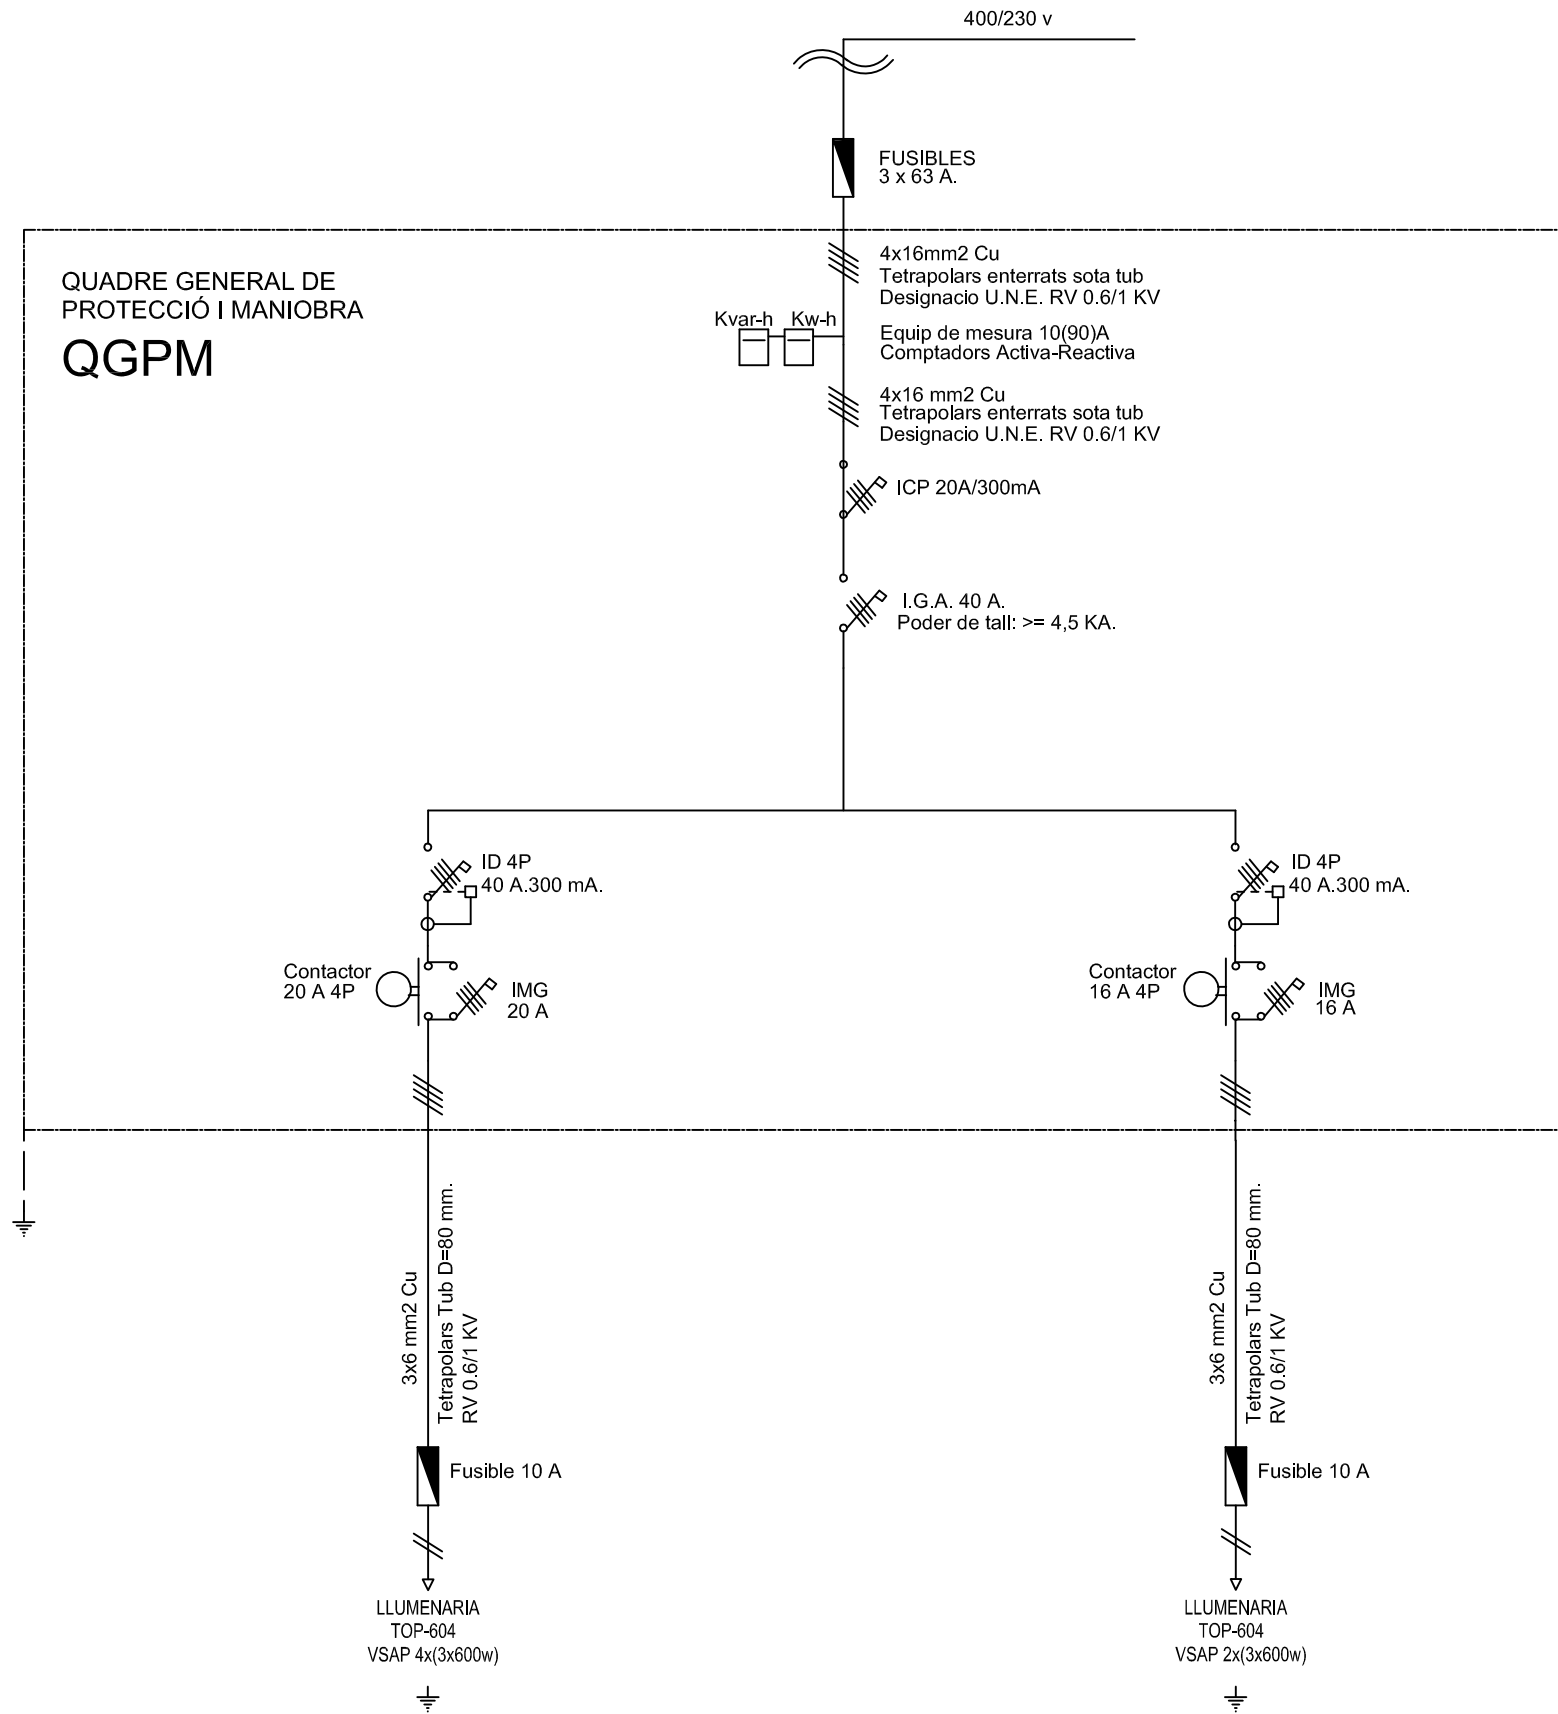 400/230 v
FUSIBLES
3 x 63 A.
QUADRE GENERAL DE
PROTECCIÓ I MANIOBRA
QGPM
4x16mm2 Cu
Tetrapolars enterrats sota tub
Designacio U.N.E. RV 0.6/1 KV
Kvar-h
Kw-h
Equip de mesura 10(90)A
Comptadors Activa-Reactiva
4x16 mm2 Cu
Tetrapolars enterrats sota tub
Designacio U.N.E. RV 0.6/1 KV
ICP 20A/300mA
I.G.A. 40 A.
Poder de tall: >= 4,5 KA.
ID 4P
40 A.300 mA.
Contactor
20 A 4P
IMG
20 A
ID 4P
40 A.300 mA.
Contactor
16 A 4P
IMG
16 A
3x6 mm2 Cu
Tetrapolars Tub D=80 mm.
RV 0.6/1 KV
Fusible 10 A
LLUMENARIA
TOP-604
VSAP 4x(3x600w)
3x6 mm2 Cu
Tetrapolars Tub D=80 mm.
RV 0.6/1 KV
Fusible 10 A
LLUMENARIA
TOP-604
VSAP 2x(3x600w)